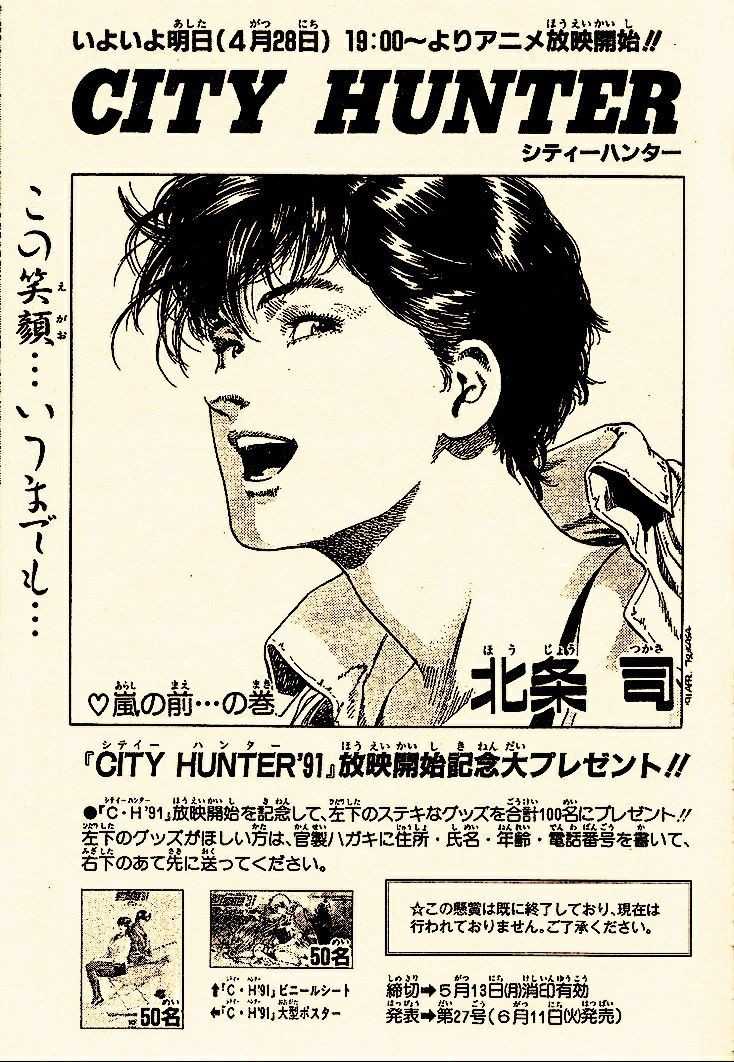 いよいよ明日(4月28日) 19:00〜よりアニメ放映開始!!
CITY HUNTER
シティーハンター
この笑顔…いつまでも…
♡嵐の前…の巻
北条 司
『CITY HUNTER'91』放映開始記念大プレゼント!!
●『C・H'91』放映開始を記念して、左下のステキなグッズを合計100名にプレゼント!!
左下のグッズがほしい方は、官製ハガキに住所・氏名・年齢・電話番号を書いて、
右下のあて先に送ってください。
50名
50名
⬆『C・H'91』ビニールシート
⬅『C・H'91』大型ポスター
☆この懸賞は既に終了しており、現在は
行われておりません。ご了承ください。
締切➡5月13日(月)消印有効
発表➡第27号(6月11日(火)発売)